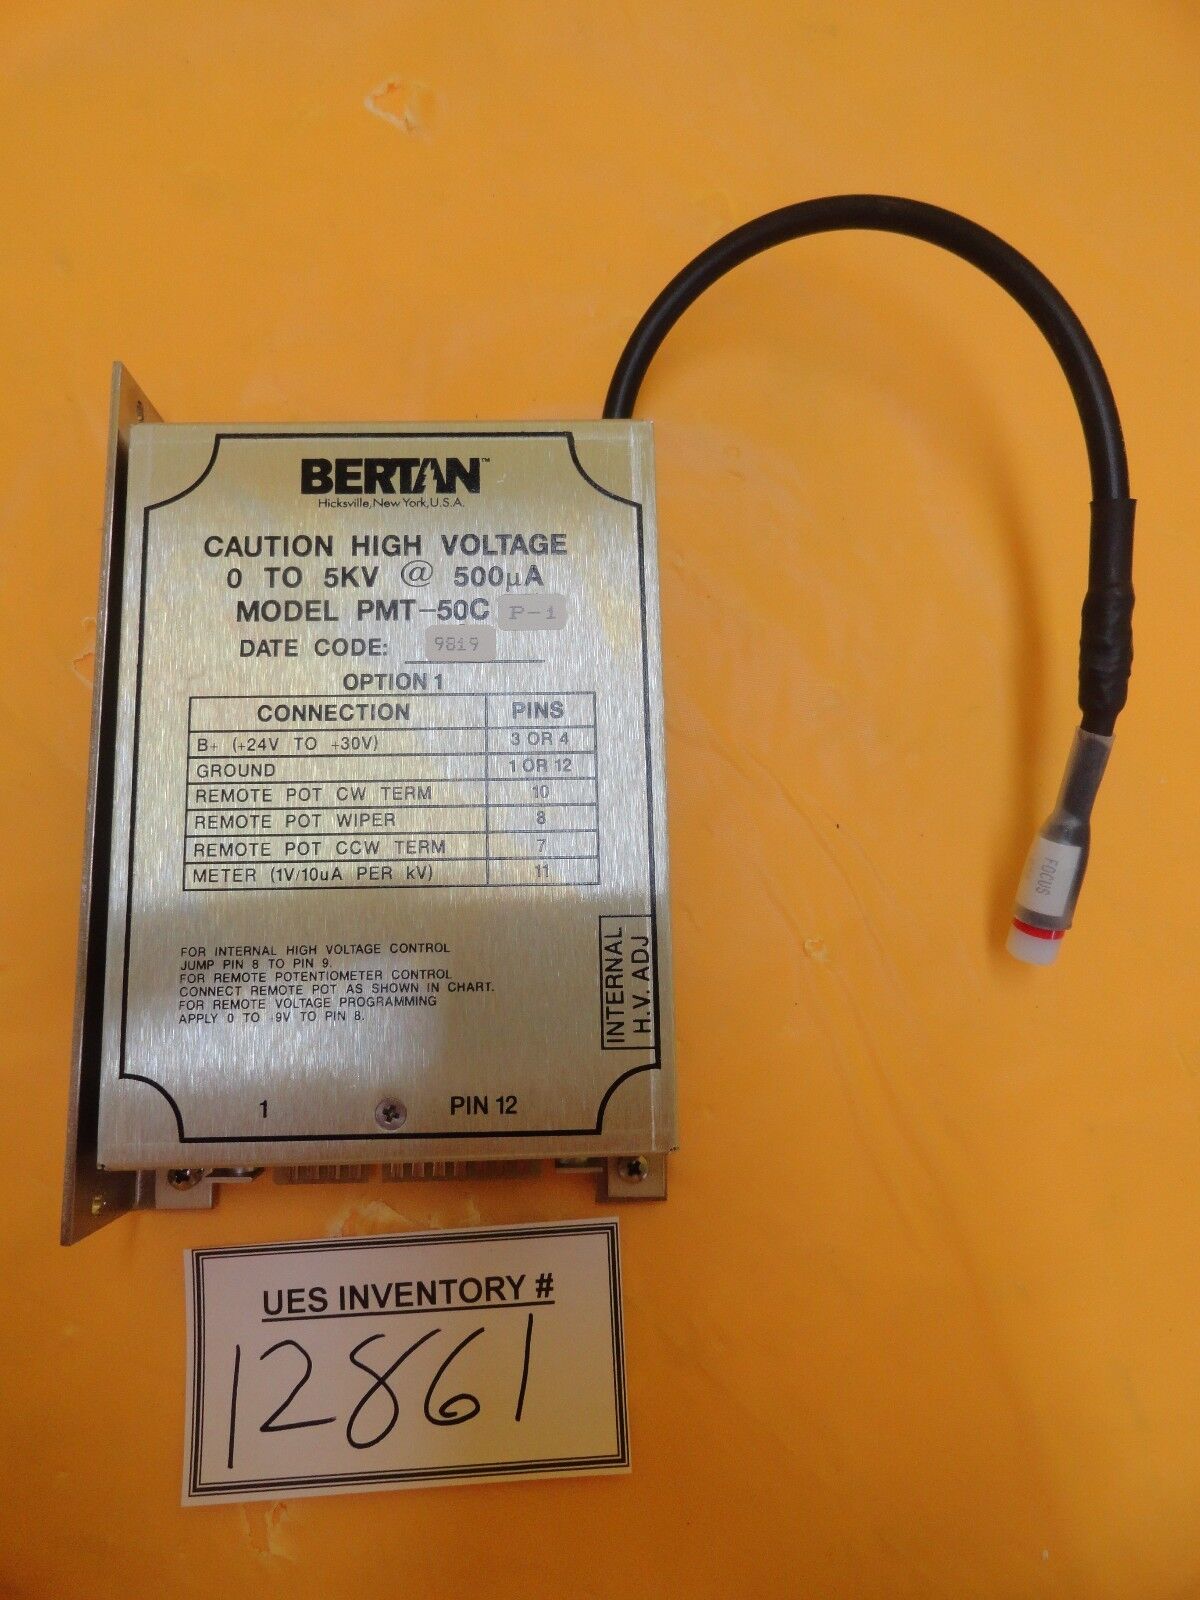 BERTAN™
Hicksville, New York, U.S.A.
CAUTION HIGH VOLTAGE
0 TO 5KV @ 500µA
MODEL PMT-50C P-1
DATE CODE: 9819
OPTION 1
CONNECTION PINS
B+ (+24V TO +30V) 3 OR 4
GROUND 1 OR 12
REMOTE POT CW TERM 10
REMOTE POT WIPER 8
REMOTE POT CCW TERM 7
METER (1V/10uA PER kV) 11
FOR INTERNAL HIGH VOLTAGE CONTROL
JUMP PIN 8 TO PIN 9.
FOR REMOTE POTENTIOMETER CONTROL
CONNECT REMOTE POT AS SHOWN IN CHART.
FOR REMOTE VOLTAGE PROGRAMMING
APPLY 0 TO +9V TO PIN 8.
INTERNAL
H.V. ADJ
1 PIN 12
FOCUS
UES INVENTORY #
12861